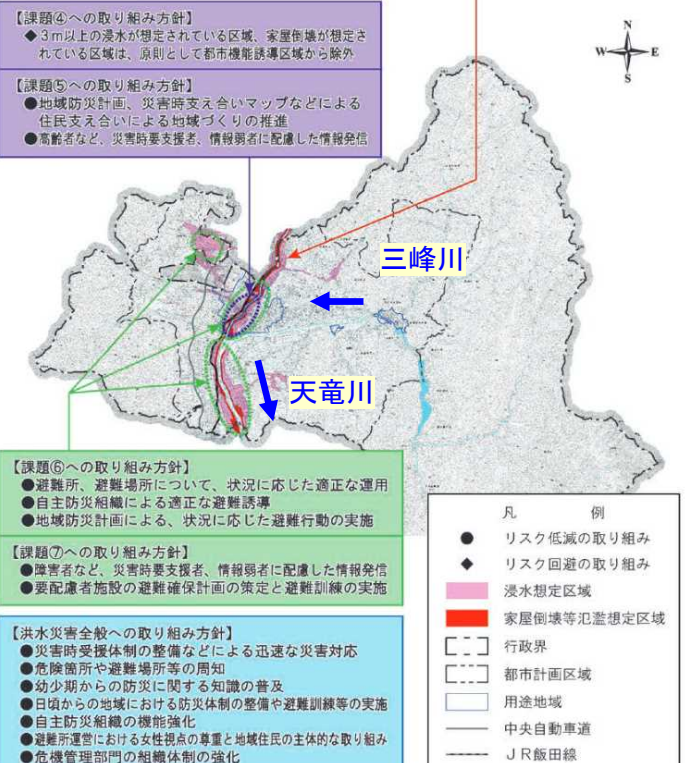 【課題④への取り組み方針】
◆３ｍ以上の浸水が想定されている区域、家屋倒壊が想定さ
れている区域は、原則として都市機能誘導区域から除外
【課題⑤への取り組み方針】
●地域防災計画、災害時支え合いマップなどによる
住民支え合いによる地域づくりの推進
●高齢者など、災害時要支援者、情報弱者に配慮した情報発信
N
W
E
S
三峰川
天竜川
【課題⑥への取り組み方針】
●避難所、避難場所について、状況に応じた適正な運用
●自主防災組織による適正な避難誘導
●地域防災計画による、状況に応じた避難行動の実施
【課題⑦への取り組み方針】
●障害者など、災害時要支援者、情報弱者に配慮した情報発信
●要配慮者施設の避難確保計画の策定と避難訓練の実施
【洪水災害全般への取り組み方針】
●災害時受援体制の整備などによる迅速な災害対応
●危険箇所や避難場所等の周知
●幼少期からの防災に関する知識の普及
●日頃からの地域における防災体制の整備や避難訓練等の実施
●自主防災組織の機能強化
●避難所運営における女性視点の尊重と地域住民の主体的な取り組み
●危機管理部門の組織体制の強化
凡　例
● リスク低減の取り組み
◆ リスク回避の取り組み
浸水想定区域
家屋倒壊等氾濫想定区域
行政界
都市計画区域
用途地域
中央自動車道
ＪＲ飯田線